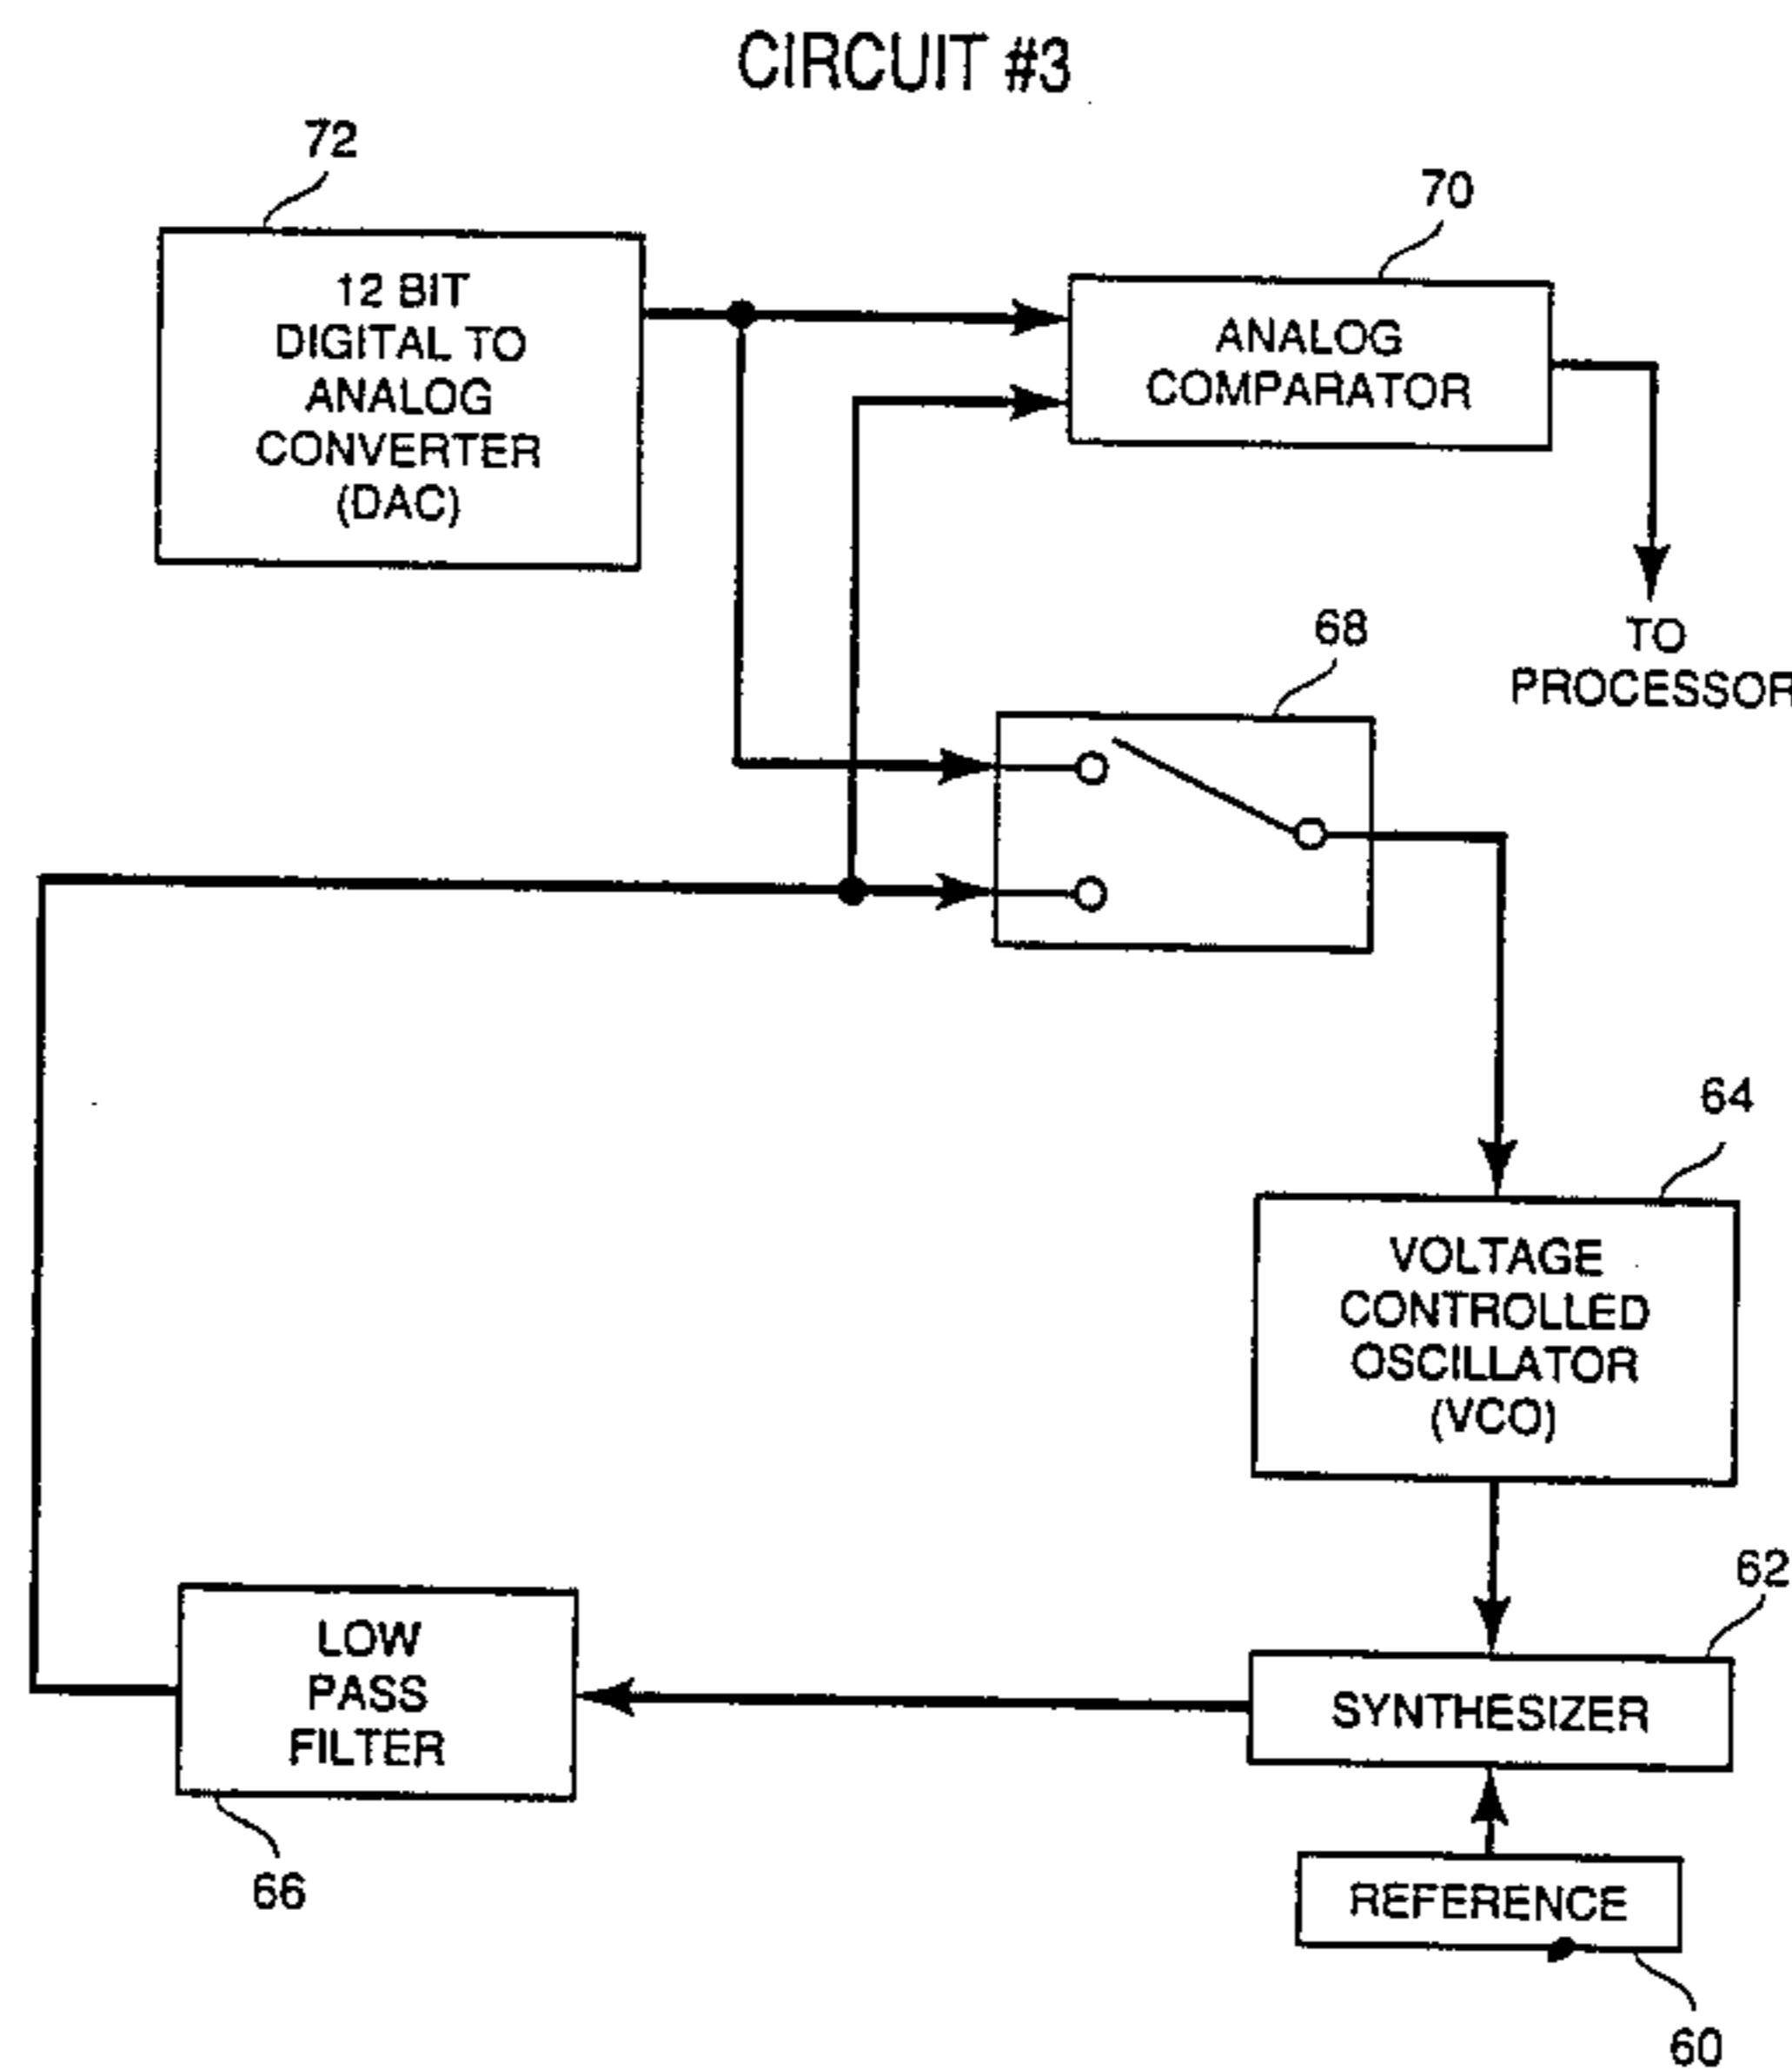 CIRCUIT #3
72
12 BIT
DIGITAL TO
ANALOG
CONVERTER
(DAC)
70
ANALOG
COMPARATOR
TO
PROCESSOR
68
64
VOLTAGE
CONTROLLED
OSCILLATOR
(VCO)
62
SYNTHESIZER
LOW
PASS
FILTER
66
REFERENCE
60